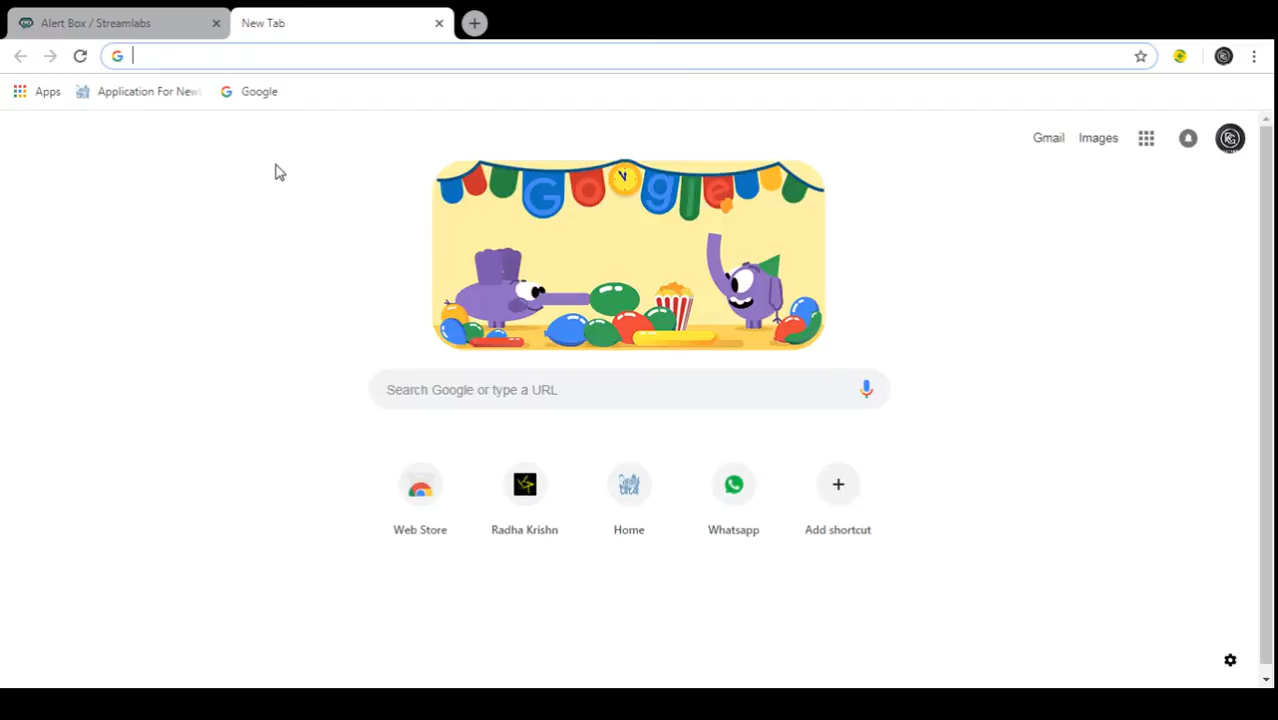 Alert Box / Streamlabs
New Tab
Apps
Application For New
Google
Gmail
Images
Google
Search Google or type a URL
Web Store
Radha Krishn
Home
Whatsapp
Add shortcut